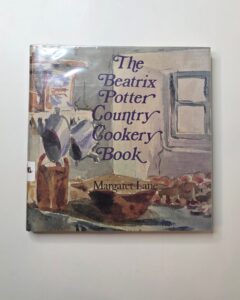 The
Beatrix
Potter
Country
Cookery
Book
Margaret Lane